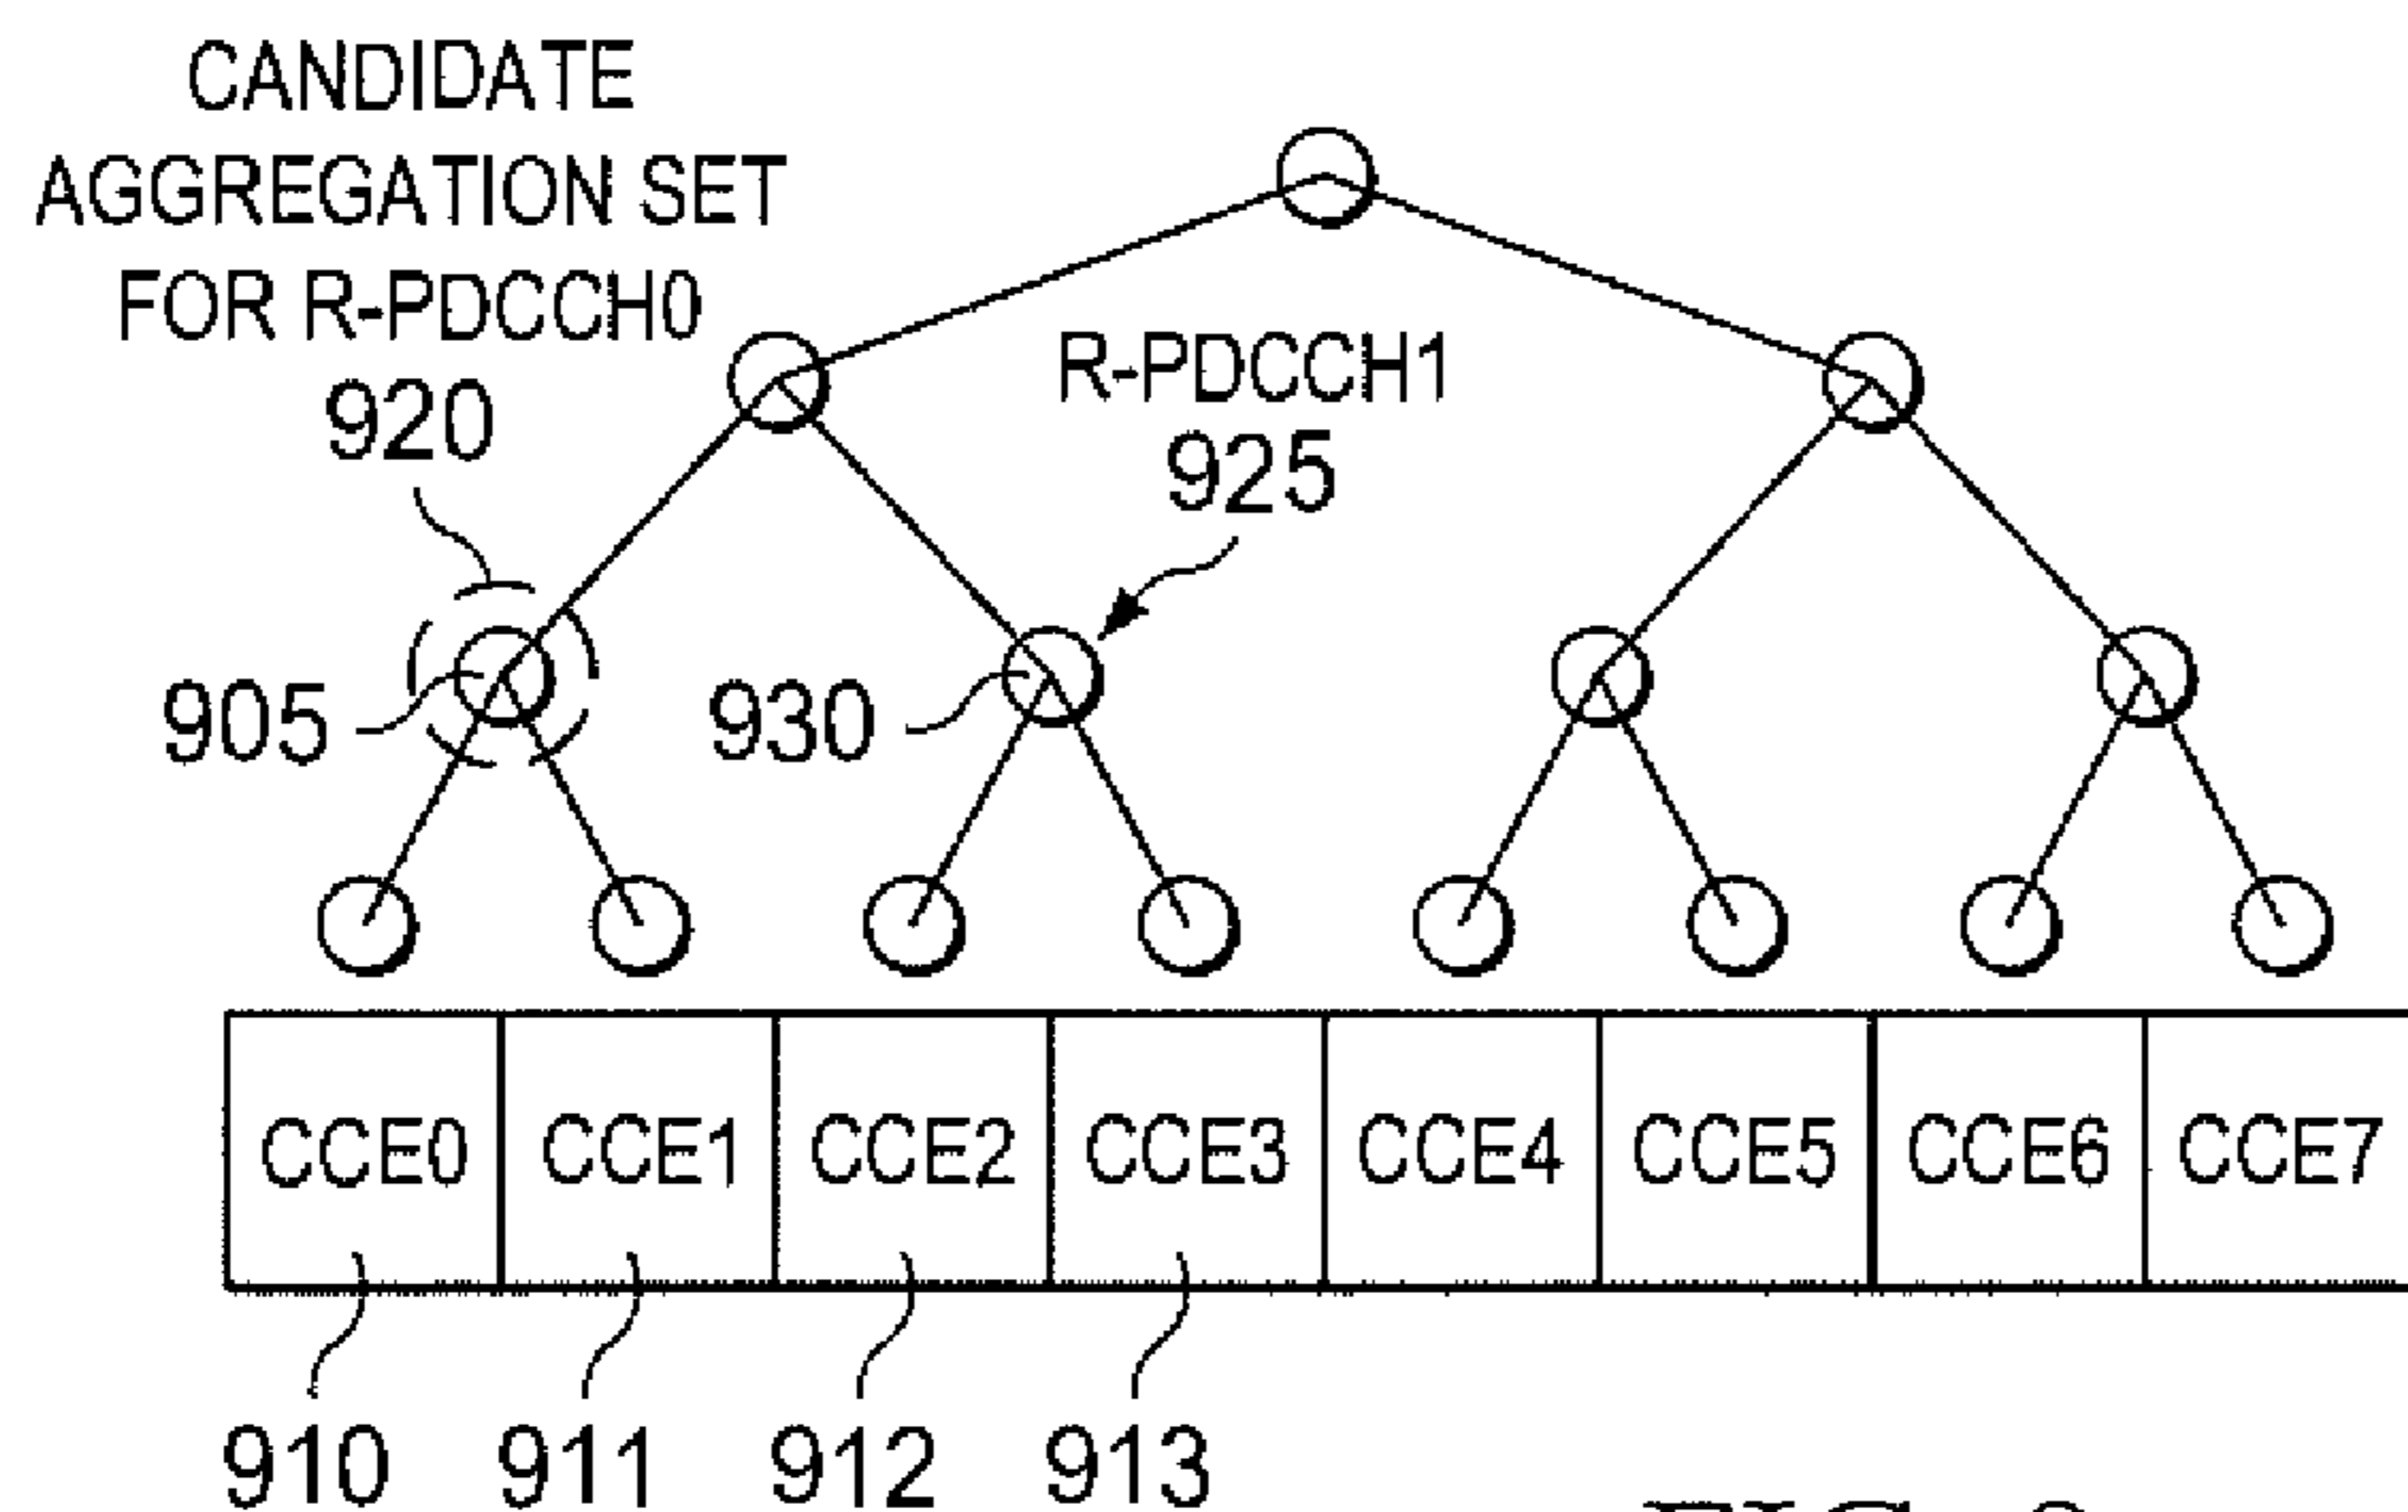 CANDIDATE
AGGREGATION SET
FOR R-PDCCH0
920
R-PDCCH1
925
905
930
CCE0 CCE1 CCE2 CCE3 CCE4 CCE5 CCE6 CCE7
910 911 912 913